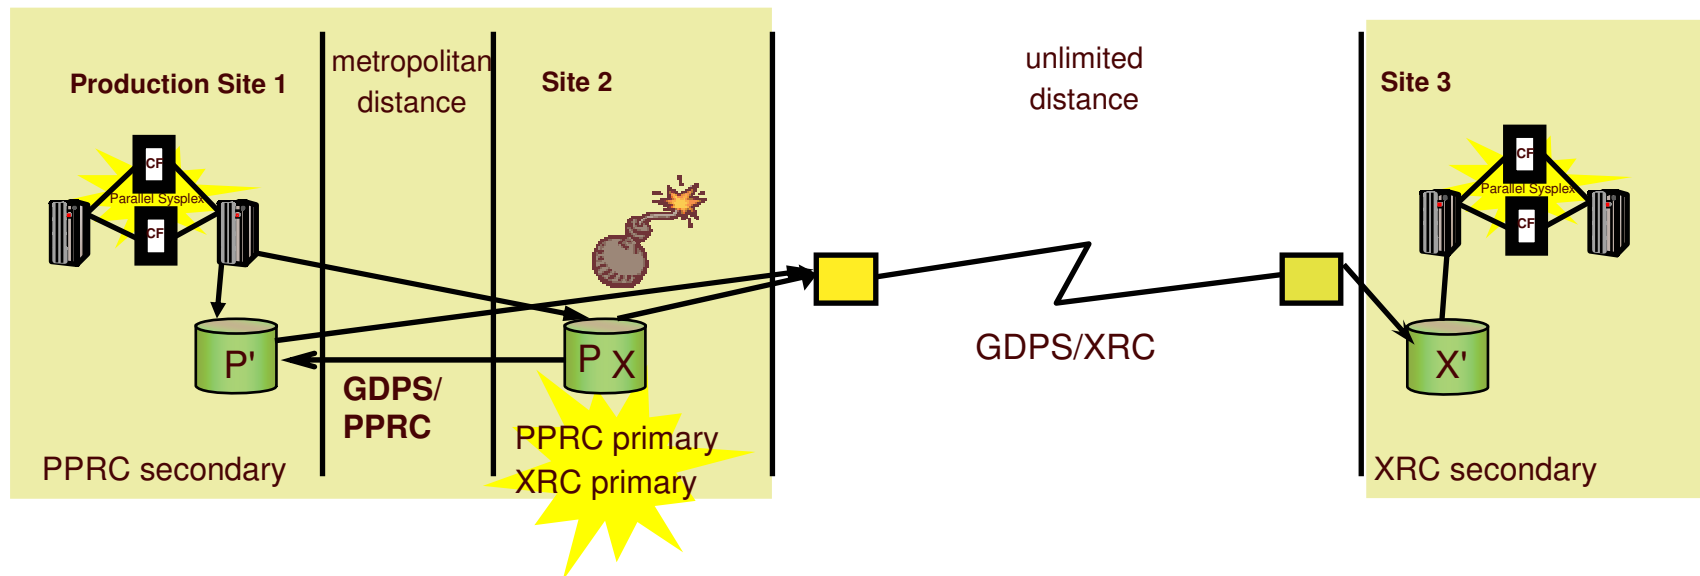 Production Site 1
metropolitan
distance
Site 2
unlimited
distance
Site 3
CF
Parallel Sysplex
CF
CF
Parallel Sysplex
CF
P'
GDPS/
PPRC
P X
GDPS/XRC
X'
PPRC secondary
PPRC primary
XRC primary
XRC secondary